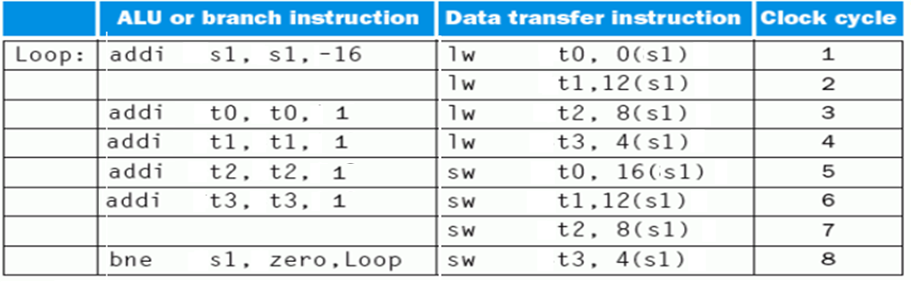 ALU or branch instruction Data transfer instruction Clock cycle
Loop: addi s1, s1,-16 lw t0, 0(s1) 1
lw t1,12(s1) 2
addi t0, t0, 1 lw t2, 8(s1) 3
addi t1, t1, 1 lw t3, 4(s1) 4
addi t2, t2, 1 sw t0, 16(s1) 5
addi t3, t3, 1 sw t1,12(s1) 6
sw t2, 8(s1) 7
bne s1, zero,Loop sw t3, 4(s1) 8